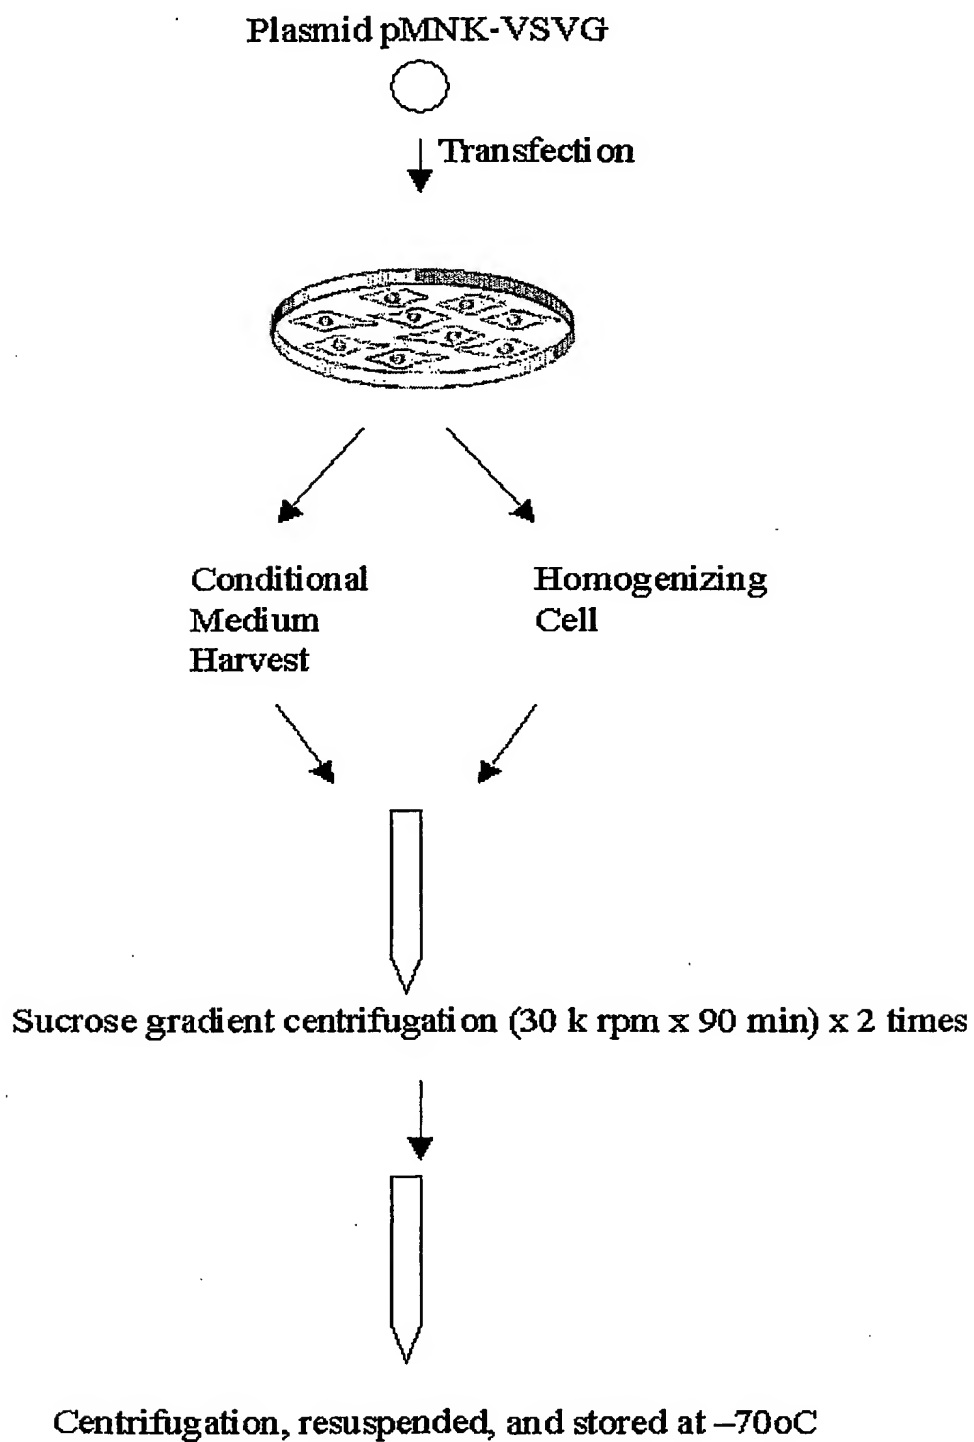 Plasmid pMNK-VSVG
Transfection
Conditional
Medium
Harvest
Homogenizing
Cell
Sucrose gradient centrifugation (30 k rpm x 90 min) x 2 times
Centrifugation, resuspended, and stored at –70oC